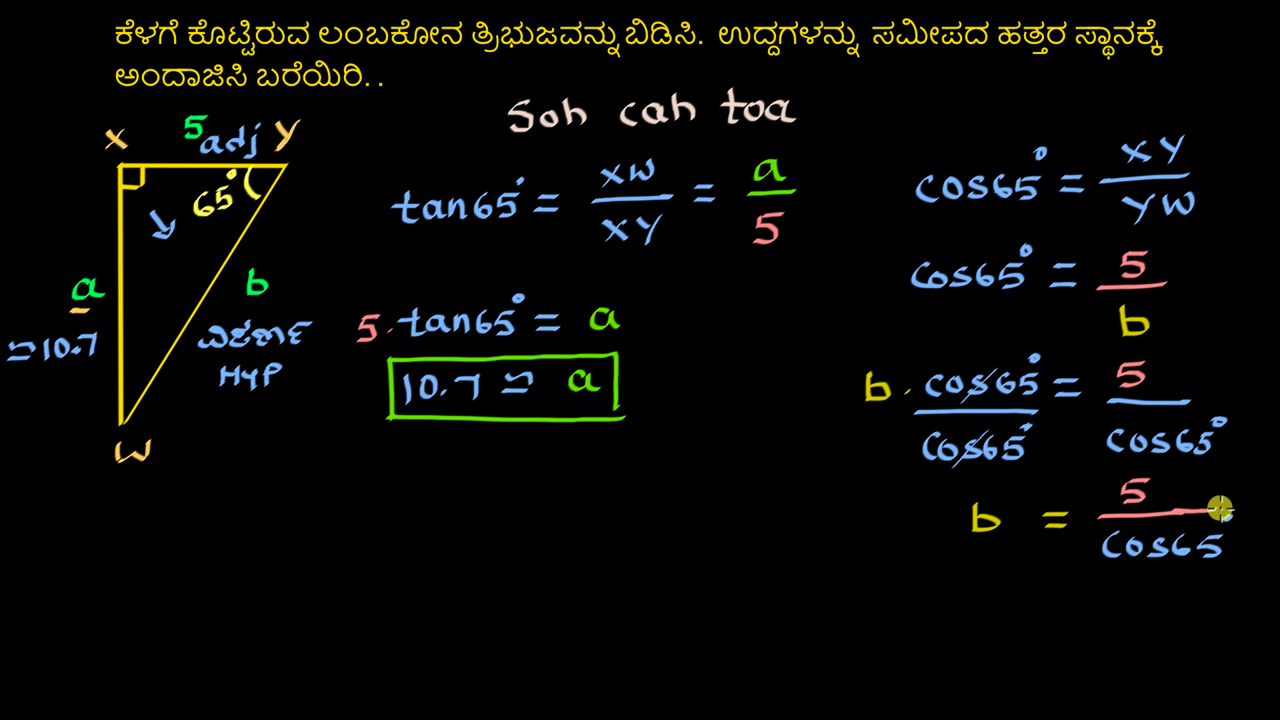 ಕೆಳಗೆ ಕೊಟ್ಟಿರುವ ಲಂಬಕೋನ ತ್ರಿಭುಜವನ್ನು ಬಿಡಿಸಿ. ಉದ್ದಗಳನ್ನು ಸಮೀಪದ ಹತ್ತರ ಸ್ಥಾನಕ್ಕೆ
ಅಂದಾಜಿಸಿ ಬರೆಯಿರಿ. .
Soh cah toa
X 5 adj Y
65°
a
≃10.7
b
ವಿಕರ್ಣ
HYP
W
tan65° = XW/XY = a/5
5.tan65° = a
10.7 ≃ a
cos65° = XY/YW
cos65° = 5/b
b.cos65°/cos65° = 5/cos65°
b = 5/cos65°